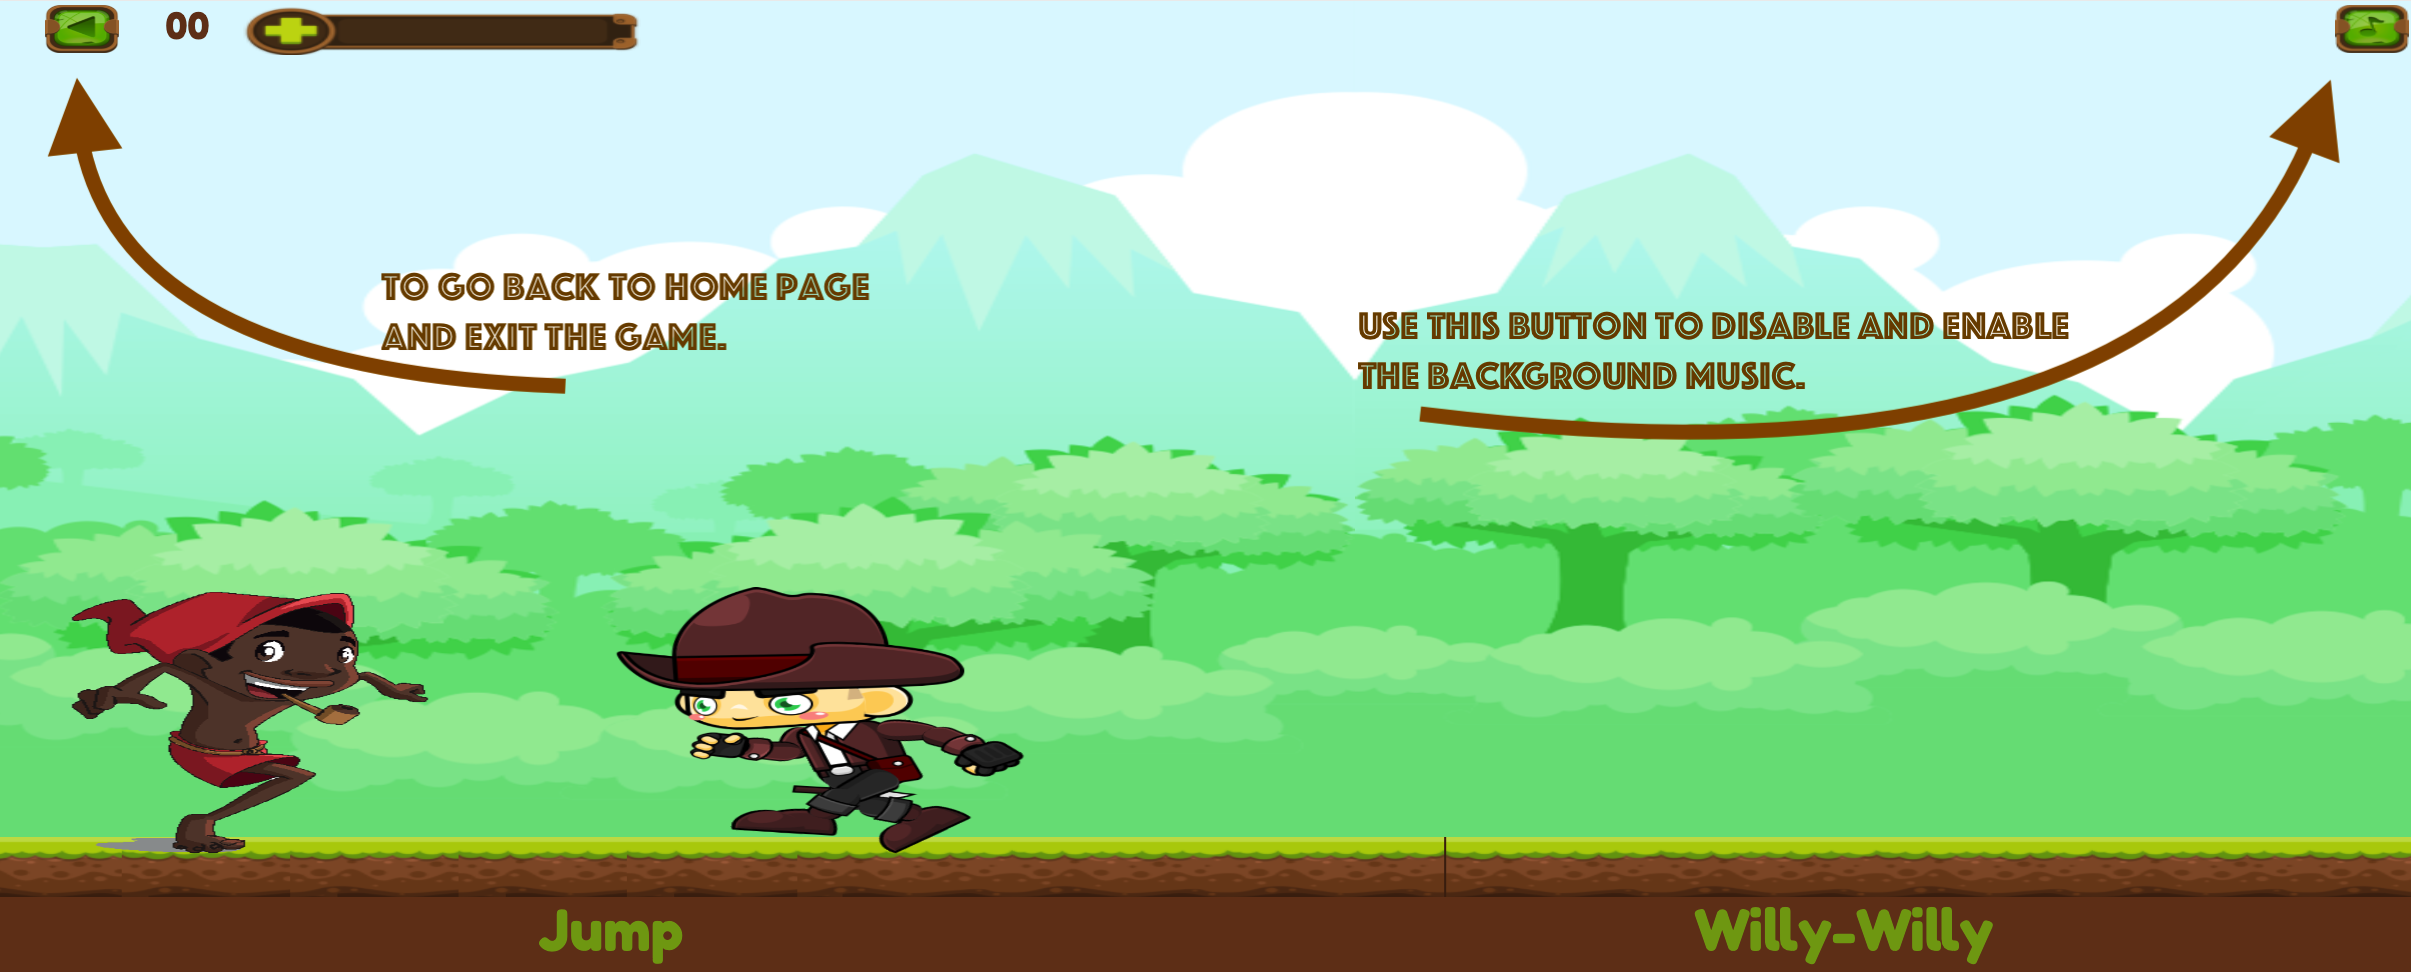 00
TO GO BACK TO HOME PAGE
AND EXIT THE GAME.
USE THIS BUTTON TO DISABLE AND ENABLE
THE BACKGROUND MUSIC.
Jump
Willy-Willy